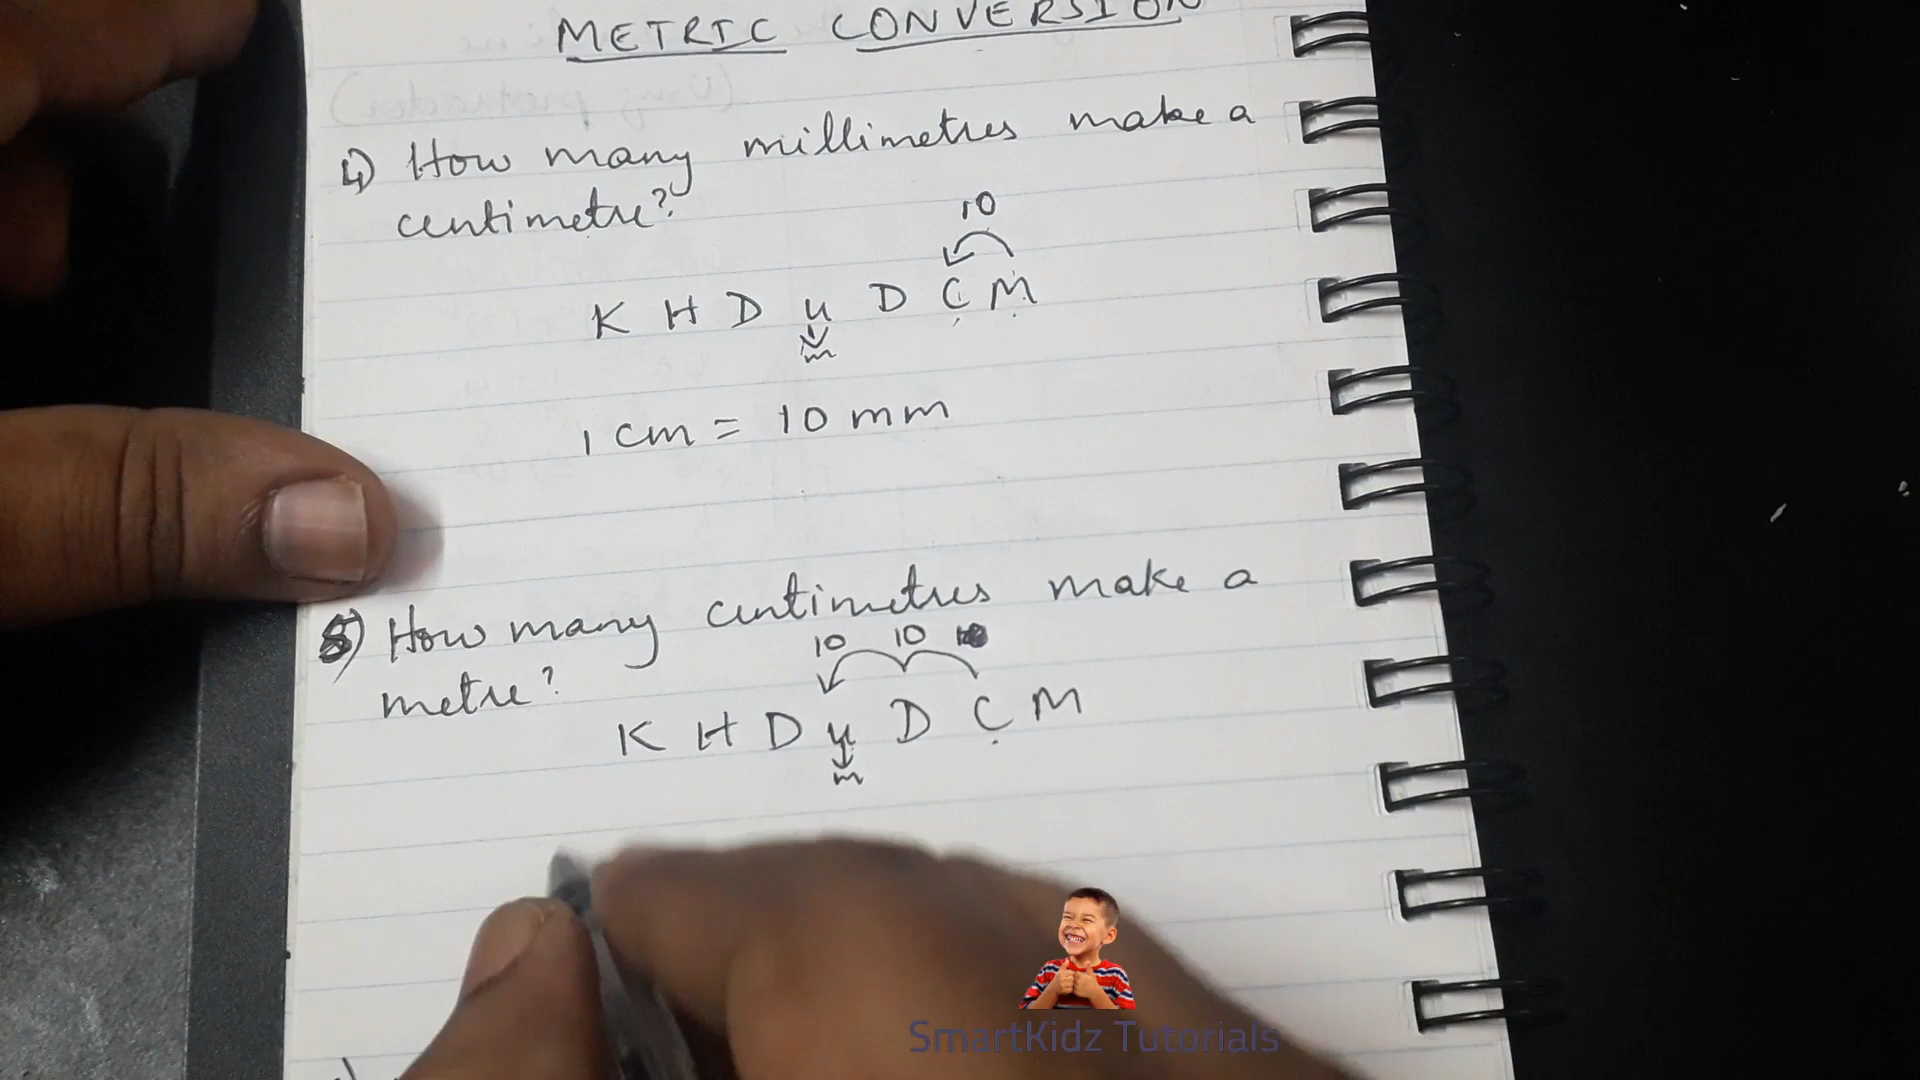 METRIC CONVERSION
4) How many millimetres make a
centimetre?
10
K H D u D C M
m
1 cm = 10 mm
5) How many centimetres make a
metre?
10 10
K H D u D C M
m
SmartKidz Tutorials